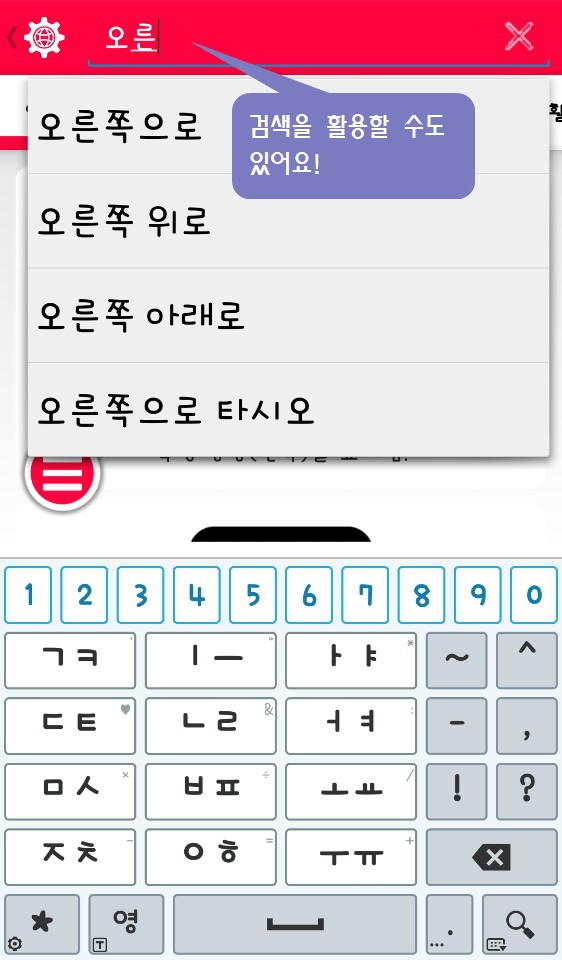 오른
검색을 활용할 수도
있어요!
오른쪽으로
오른쪽 위로
오른쪽 아래로
오른쪽으로 타시오
1 2 3 4 5 6 7 8 9 0
ㄱㅋ ' ㅣㅡ " ㅏㅑ * ~ ^
ㄷㅌ ♥ ㄴㄹ & ㅓㅕ : - ,
ㅁㅅ × ㅂㅍ ÷ ㅗㅛ / ! ?
ㅈㅊ - ㅇㅎ = ㅜㅠ +
★ 영 T ... .